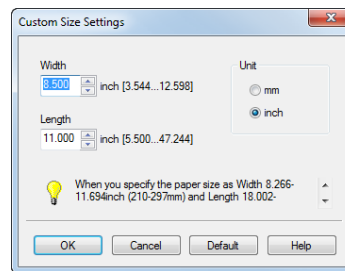 Custom Size Settings
Width
8.500 inch [3.544...12.598]
Unit
mm
inch
Length
11.000 inch [5.500...47.244]
When you specify the paper size as Width 8.266-
11.694inch (210-297mm) and Length 18.002-
OK Cancel Default Help